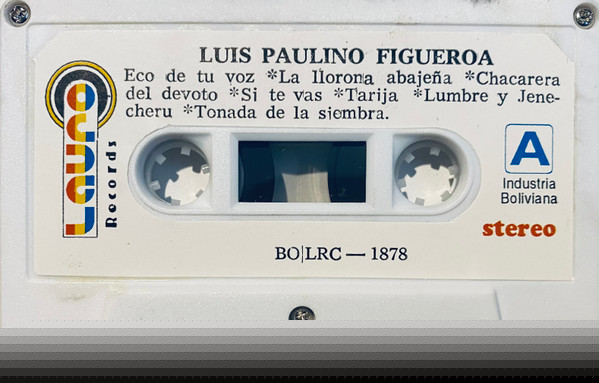 LUIS PAULINO FIGUEROA
Eco de tu voz *La llorona abajeña *Chacarera
del devoto *Si te vas *Tarija *Lumbre y Jene-
cheru *Tonada de la siembra.
Lauro
Records
A
Industria
Boliviana
stereo
BO|LRC — 1878